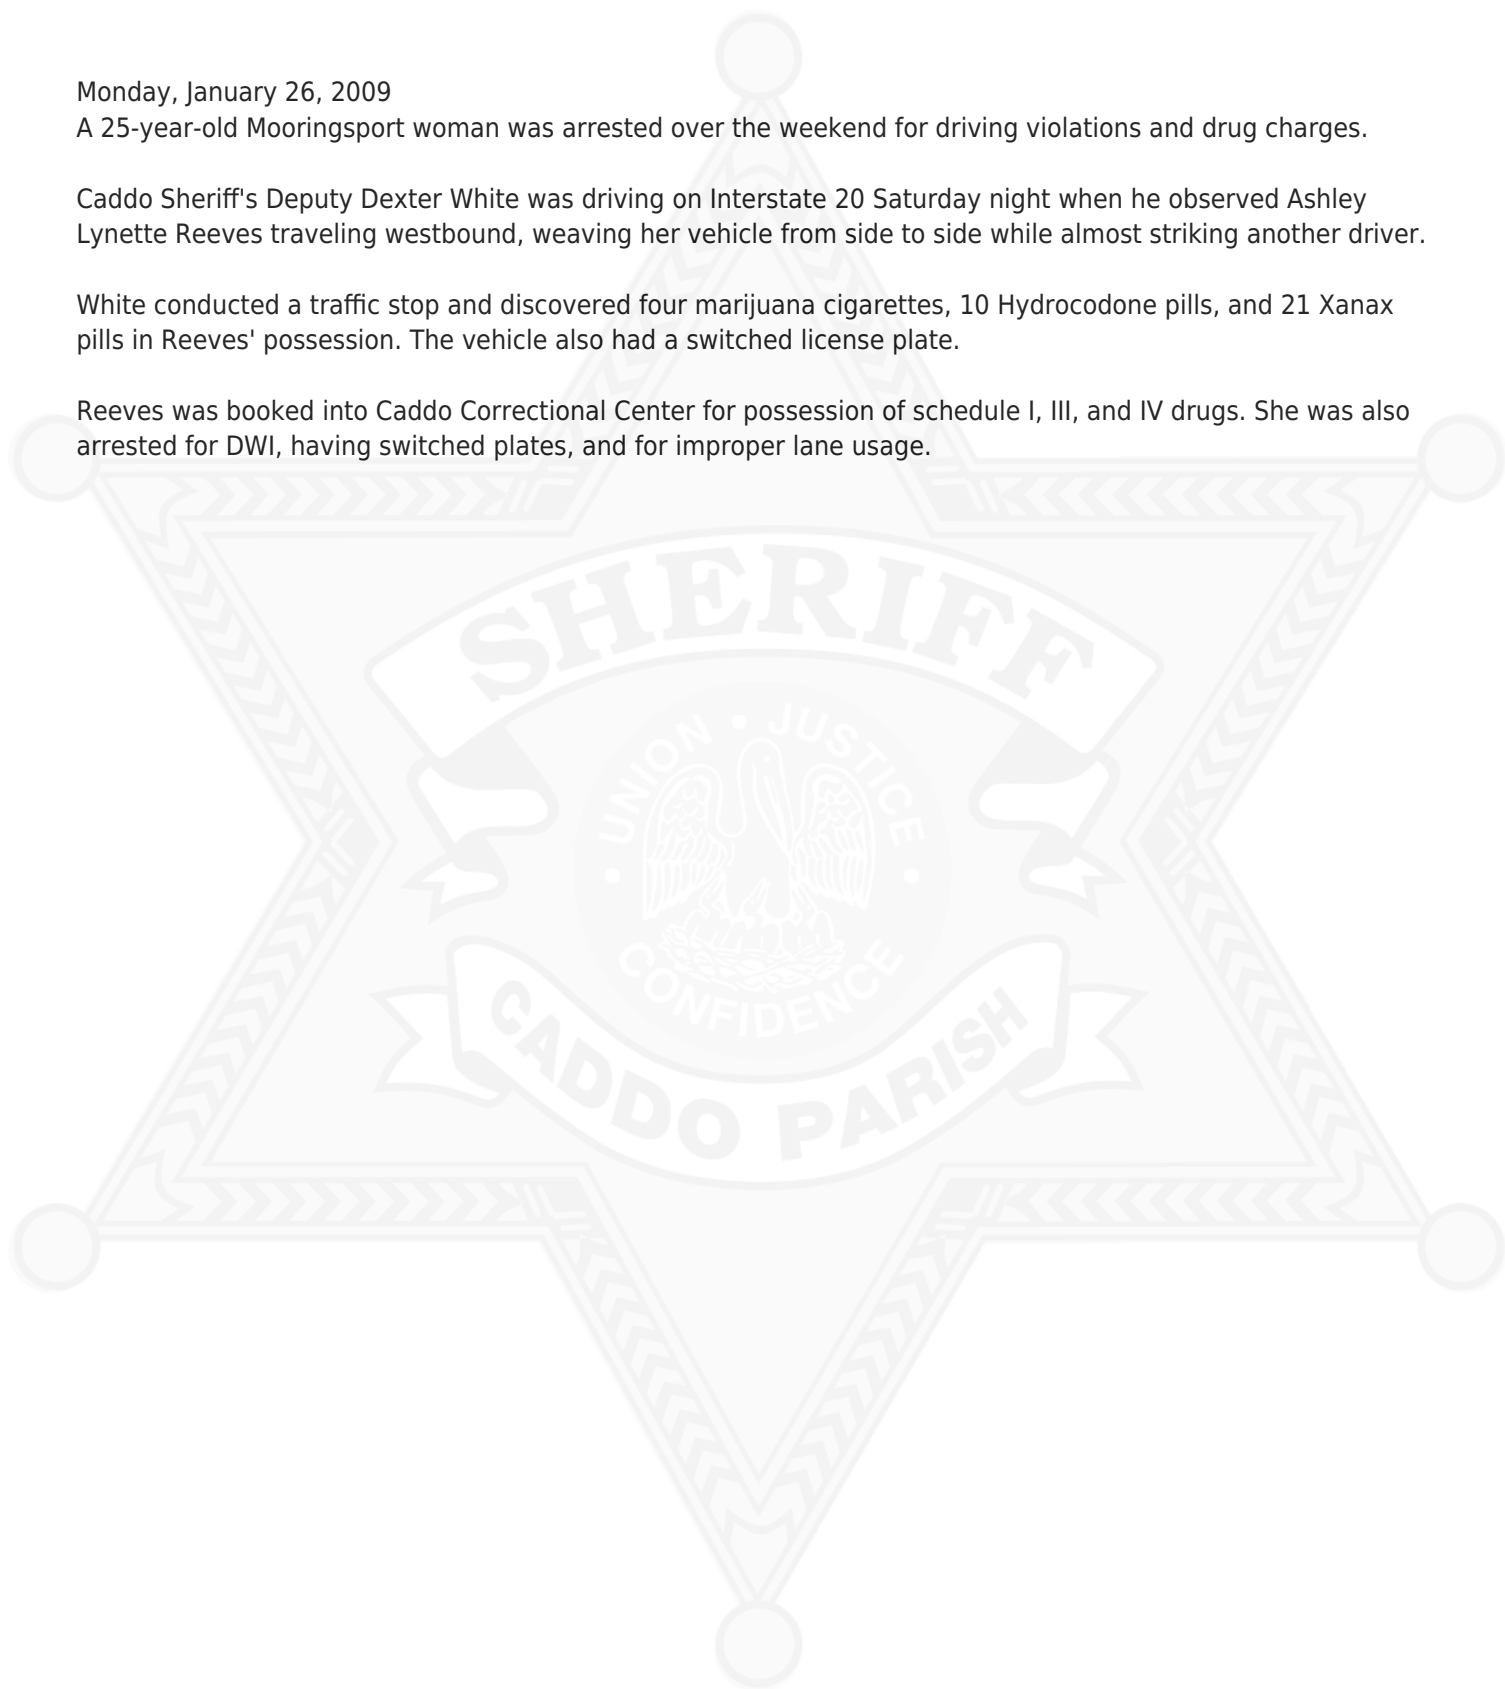 Monday, January 26, 2009
A 25-year-old Mooringsport woman was arrested over the weekend for driving violations and drug charges.
Caddo Sheriff's Deputy Dexter White was driving on Interstate 20 Saturday night when he observed Ashley
Lynette Reeves traveling westbound, weaving her vehicle from side to side while almost striking another driver.
White conducted a traffic stop and discovered four marijuana cigarettes, 10 Hydrocodone pills, and 21 Xanax
pills in Reeves' possession. The vehicle also had a switched license plate.
Reeves was booked into Caddo Correctional Center for possession of schedule I, III, and IV drugs. She was also
arrested for DWI, having switched plates, and for improper lane usage.
SHERIFF
UNION • JUSTICE
• CONFIDENCE •
CADDO PARISH